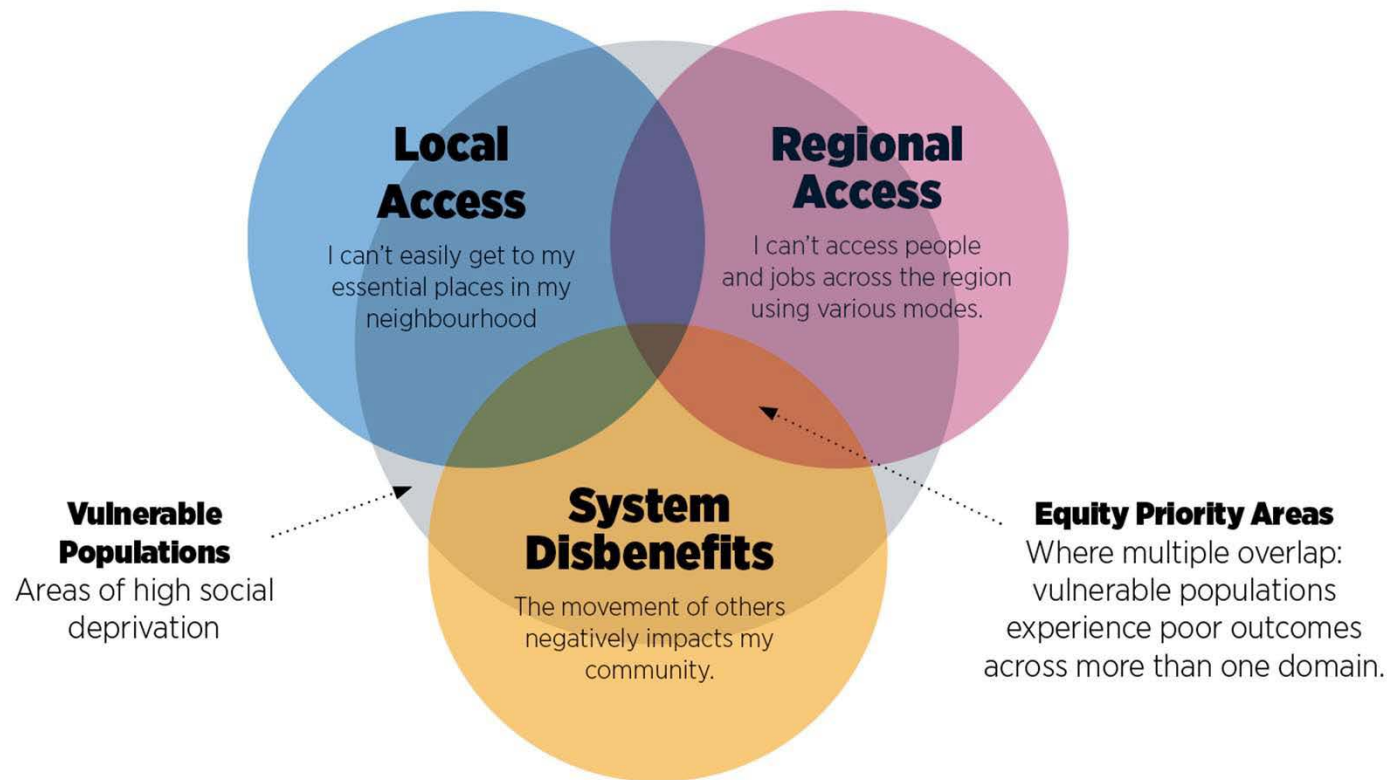 Local
Access
I can't easily get to my
essential places in my
neighbourhood
Regional
Access
I can't access people
and jobs across the region
using various modes.
System
Disbenefits
The movement of others
negatively impacts my
community.
Vulnerable
Populations
Areas of high social
deprivation
Equity Priority Areas
Where multiple overlap:
vulnerable populations
experience poor outcomes
across more than one domain.